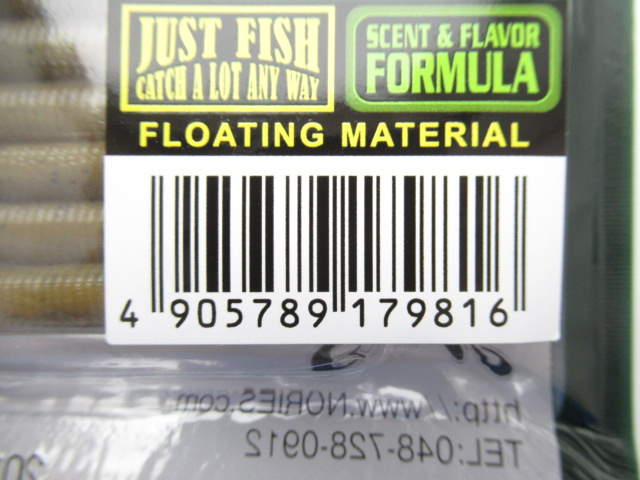 JUST FISH
CATCH A LOT ANY WAY
SCENT & FLAVOR
FORMULA
FLOATING MATERIAL
4 905789 179816
http://www.NORIES.com
TEL:048-728-0912
20